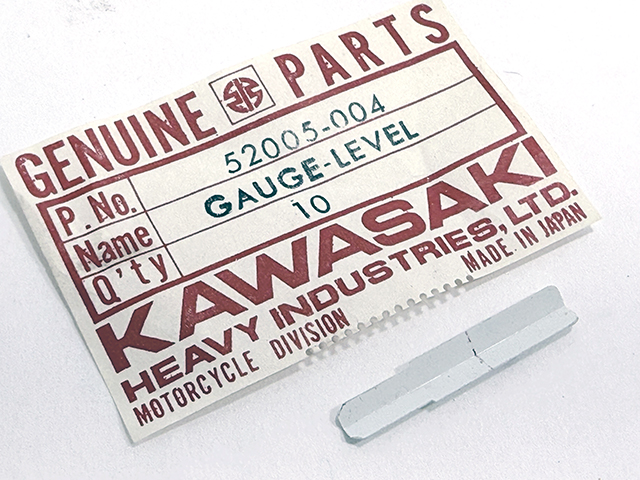 GENUINE PARTS
P. No. 52005-004
Name GAUGE-LEVEL
Q'ty 10
KAWASAKI
HEAVY INDUSTRIES, LTD.
MOTORCYCLE DIVISION MADE IN JAPAN